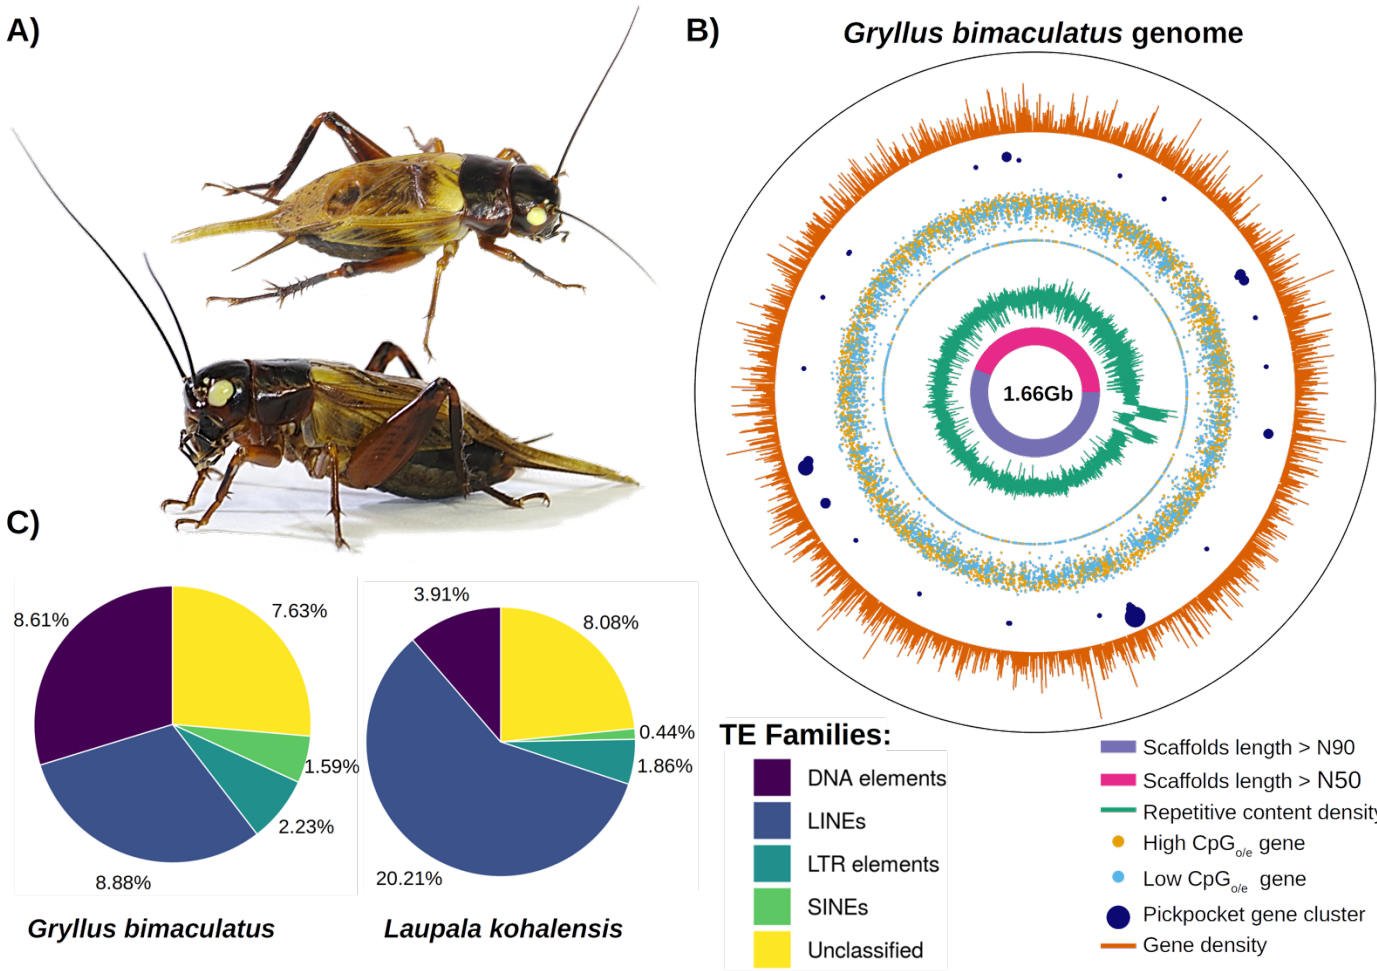 A)
B)
Gryllus bimaculatus genome
1.66Gb
C)
8.61%
7.63%
1.59%
2.23%
8.88%
Gryllus bimaculatus
3.91%
8.08%
0.44%
1.86%
20.21%
Laupala kohalensis
TE Families:
DNA elements
LINEs
LTR elements
SINEs
Unclassified
Scaffolds length > N90
Scaffolds length > N50
Repetitive content density
High CpGo/e gene
Low CpGo/e gene
Pickpocket gene cluster
Gene density